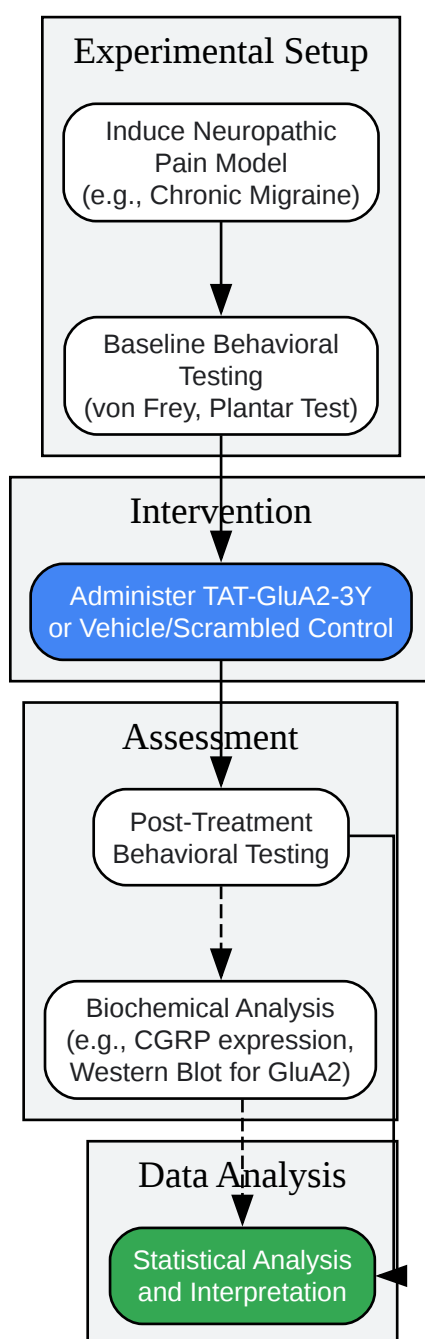 Experimental Setup
Induce Neuropathic
Pain Model
(e.g., Chronic Migraine)
Baseline Behavioral
Testing
(von Frey, Plantar Test)
Intervention
Administer TAT-GluA2-3Y
or Vehicle/Scrambled Control
Assessment
Post-Treatment
Behavioral Testing
Biochemical Analysis
(e.g., CGRP expression,
Western Blot for GluA2)
Data Analysis
Statistical Analysis
and Interpretation